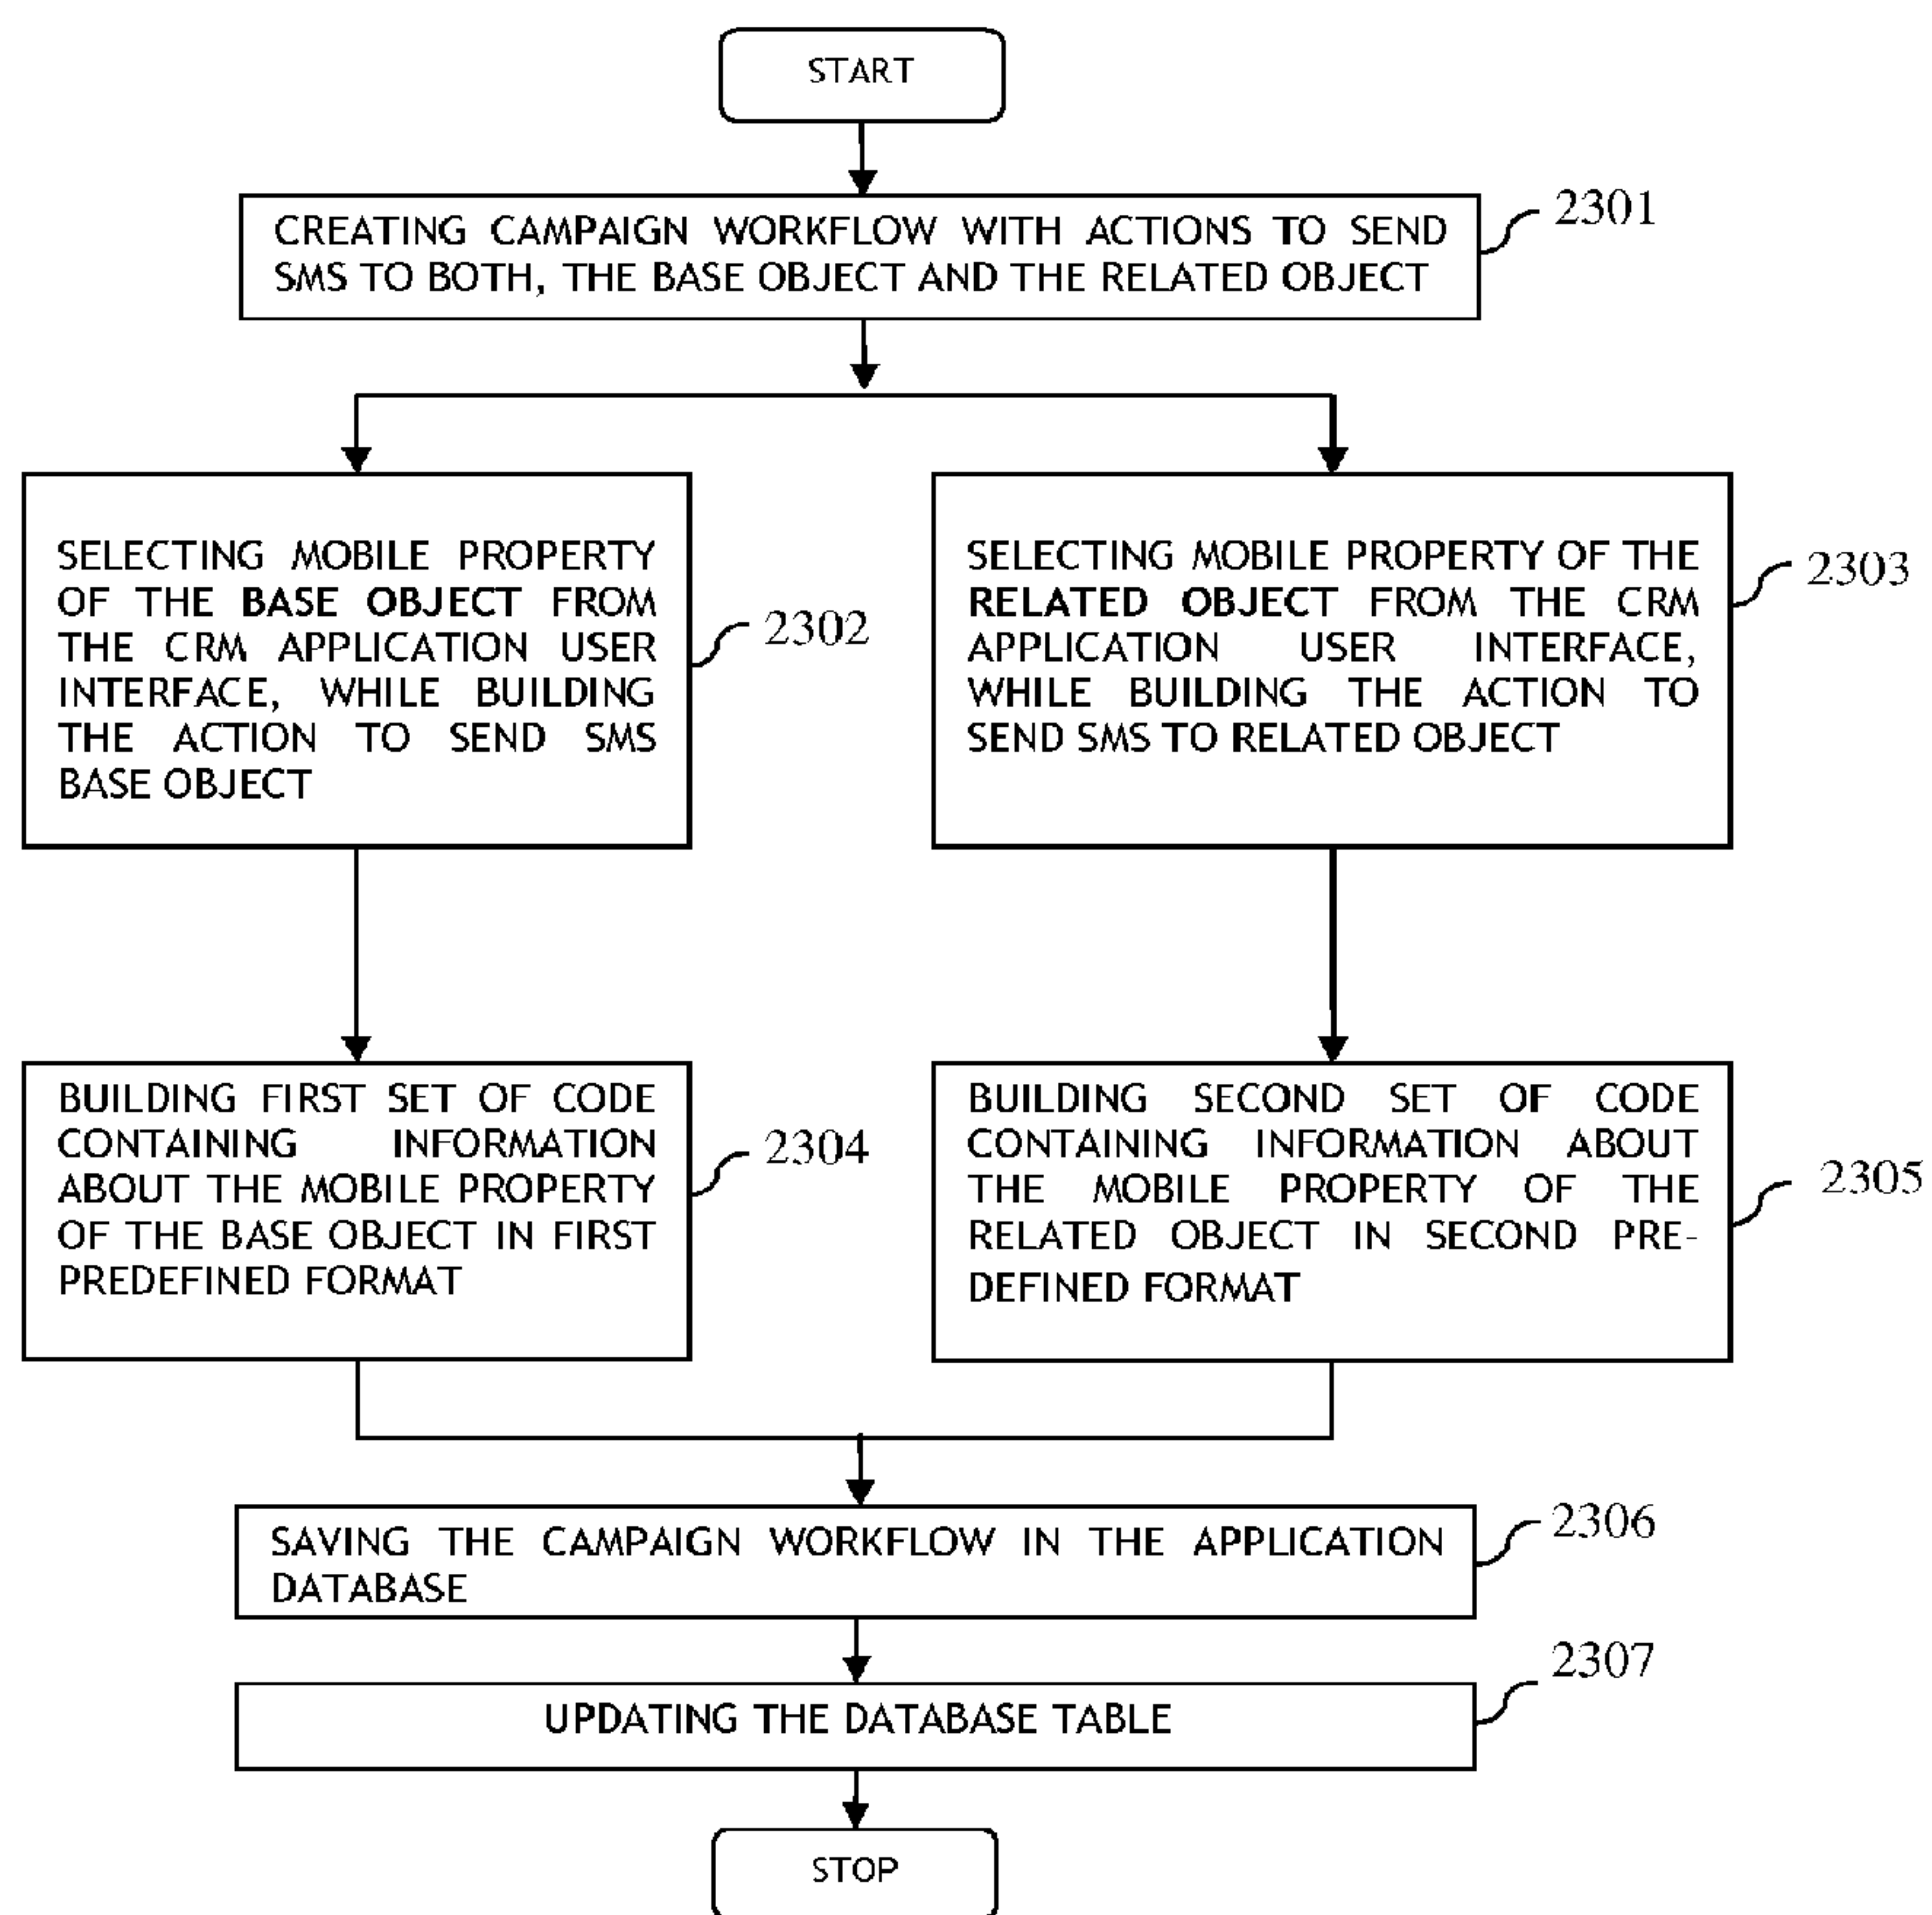 START
CREATING CAMPAIGN WORKFLOW WITH ACTIONS TO SEND
SMS TO BOTH, THE BASE OBJECT AND THE RELATED OBJECT
2301
SELECTING MOBILE PROPERTY
OF THE BASE OBJECT FROM
THE CRM APPLICATION USER
INTERFACE, WHILE BUILDING
THE ACTION TO SEND SMS
BASE OBJECT
2302
SELECTING MOBILE PROPERTY OF THE
RELATED OBJECT FROM THE CRM
APPLICATION USER INTERFACE,
WHILE BUILDING THE ACTION TO
SEND SMS TO RELATED OBJECT
2303
BUILDING FIRST SET OF CODE
CONTAINING INFORMATION
ABOUT THE MOBILE PROPERTY
OF THE BASE OBJECT IN FIRST
PREDEFINED FORMAT
2304
BUILDING SECOND SET OF CODE
CONTAINING INFORMATION ABOUT
THE MOBILE PROPERTY OF THE
RELATED OBJECT IN SECOND PRE-
DEFINED FORMAT
2305
SAVING THE CAMPAIGN WORKFLOW IN THE APPLICATION
DATABASE
2306
UPDATING THE DATABASE TABLE
2307
STOP